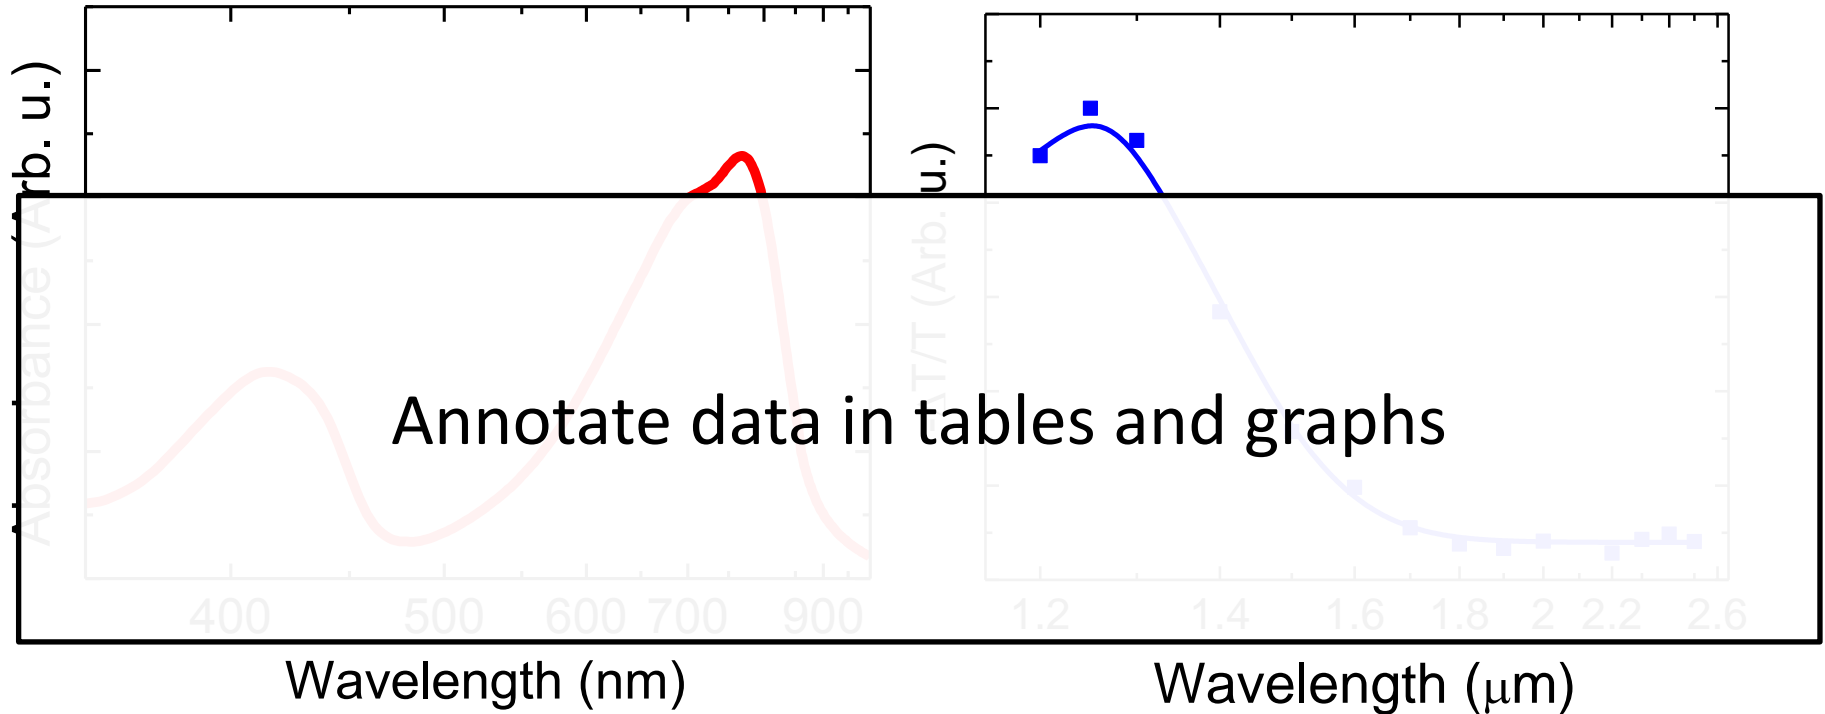 Absorbance (Arb. u.)
-ΔT/T (Arb. u.)
Annotate data in tables and graphs
400 500 600 700 900
1.2 1.4 1.6 1.8 2 2.2 2.6
Wavelength (nm)
Wavelength (μm)